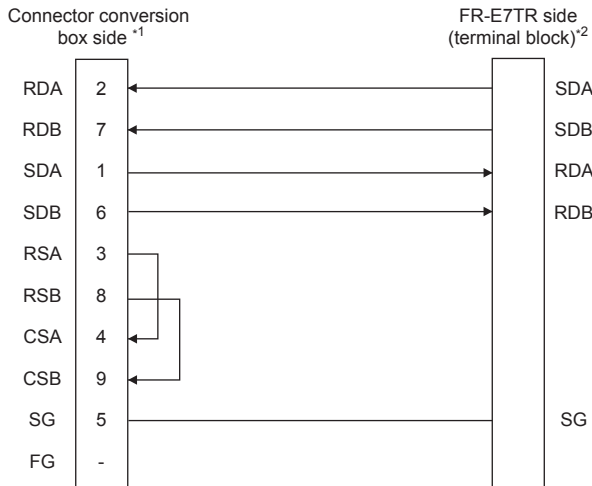 Connector conversion
box side *1
FR-E7TR side
(terminal block)*2
RDA 2 SDA
RDB 7 SDB
SDA 1 RDA
SDB 6 RDB
RSA 3
RSB 8
CSA 4
CSB 9
SG 5 SG
FG -